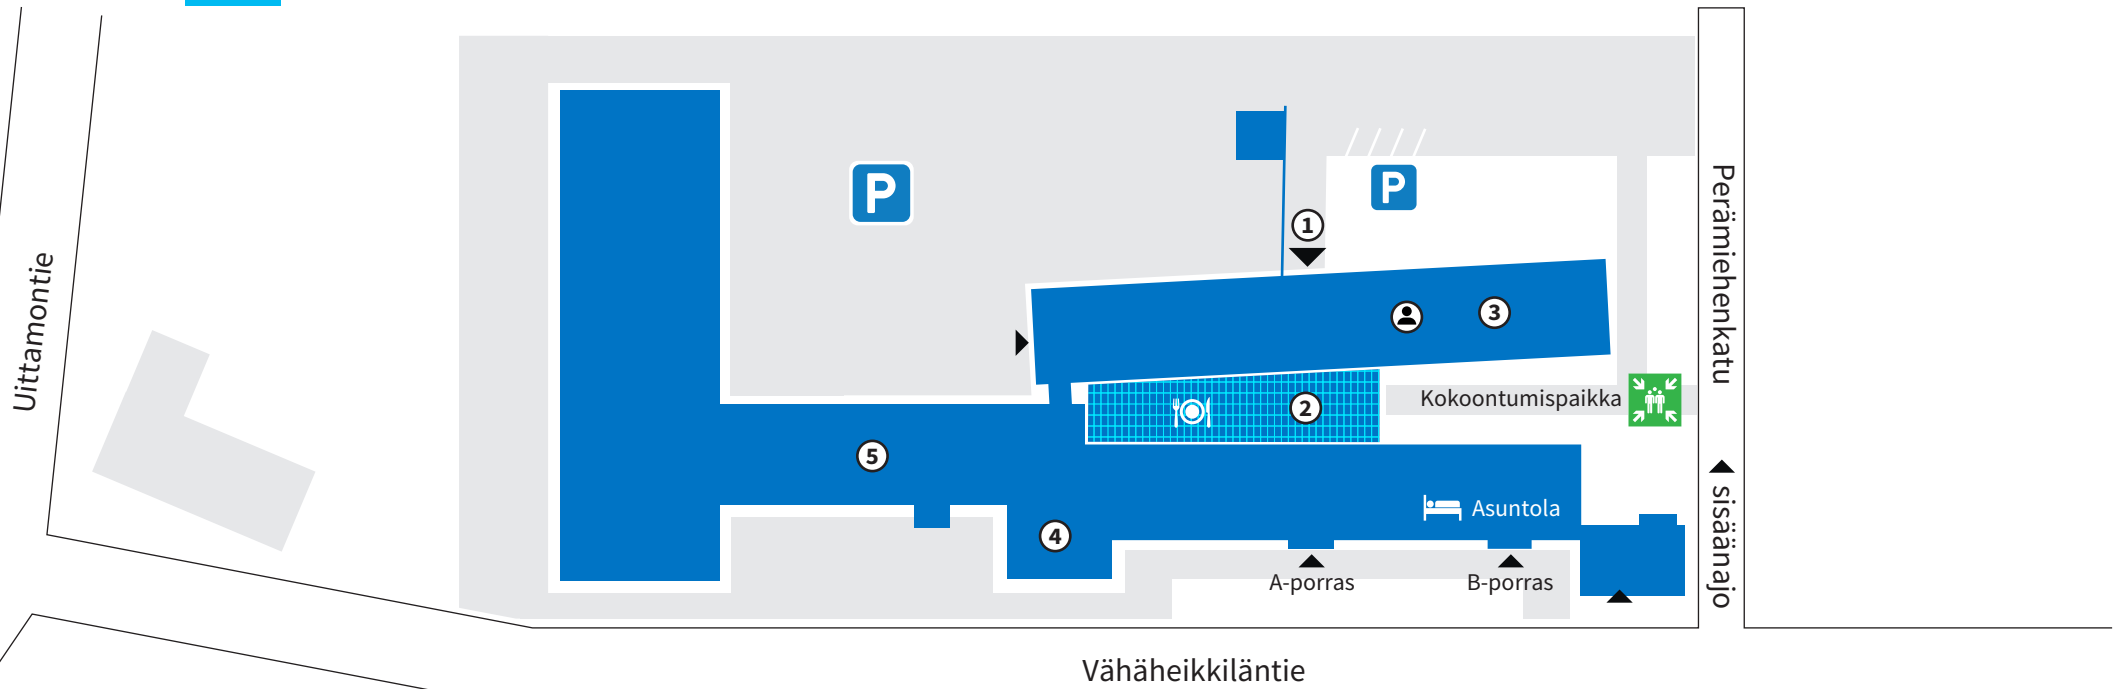 P
P
1
Perämiehenkatu
Uittamontie
3
Kokoontumispaikka
2
5
Asuntola
4
sisäänajo
A-porras
B-porras
Vähäheikkiläntie